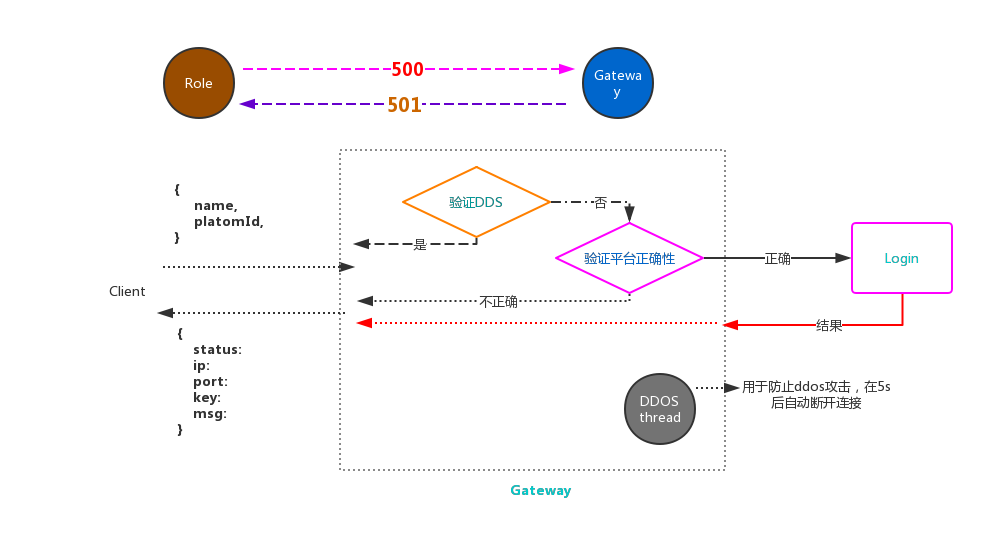 Role
500
501
Gatewa
y
{
name,
platomId,
}
验证DDS
否
是
验证平台正确性
正确
Login
不正确
结果
Client
{
status:
ip:
port:
key:
msg:
}
DDOS
thread
用于防止ddos攻击，在5s
后自动断开连接
Gateway